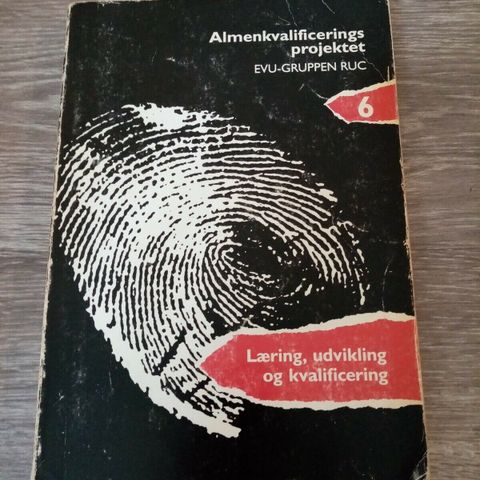 Almenkvalificerings
projektet
EVU-GRUPPEN RUC
6
Læring, udvikling
og kvalificering